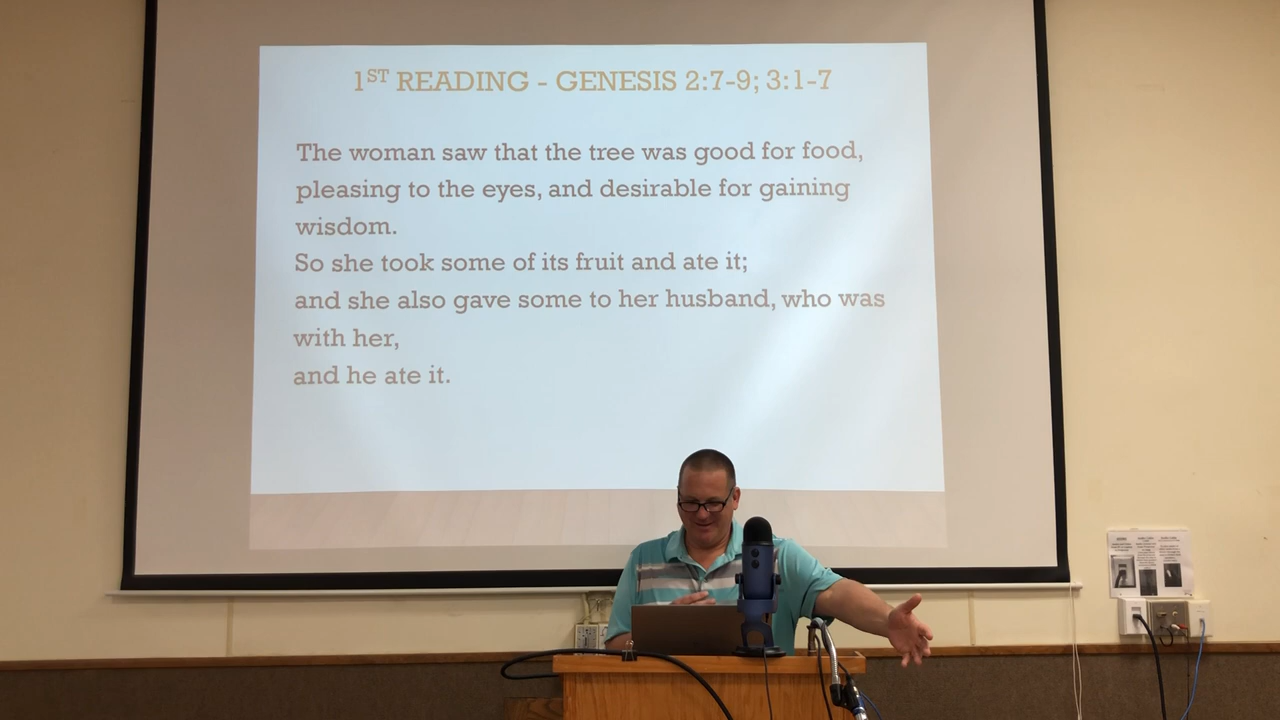 1ST READING - GENESIS 2:7-9; 3:1-7
The woman saw that the tree was good for food,
pleasing to the eyes, and desirable for gaining
wisdom.
So she took some of its fruit and ate it;
and she also gave some to her husband, who was
with her,
and he ate it.